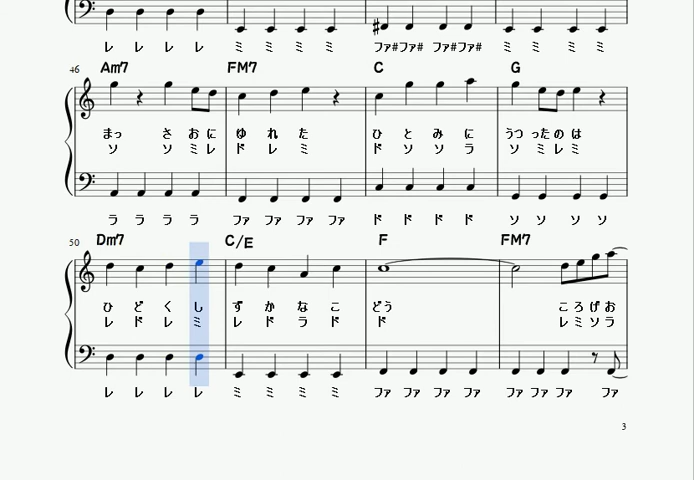 レ レ レ レ ミ ミ ミ ミ ファ# ファ# ファ# ファ# ミ ミ ミ ミ
46 Am7 FM7 C G
まっ さ おに ゆ れ た ひ と み に うつ ったの は
ソ ソ ミ レ ド レ ミ ド ソ ソ ラ ソ ミ レ ミ
ラ ラ ラ ラ ファ ファ ファ ファ ド ド ド ド ソ ソ ソ ソ
50 Dm7 C/E F FM7
ひ ど く し ず か な こ どう こ ろ げ お
レ ド レ ミ レ ド ラ ド ド レ ミ ソ ラ
レ レ レ レ ミ ミ ミ ミ ファ ファ ファ ファ ファ ファ ファ ファ
3